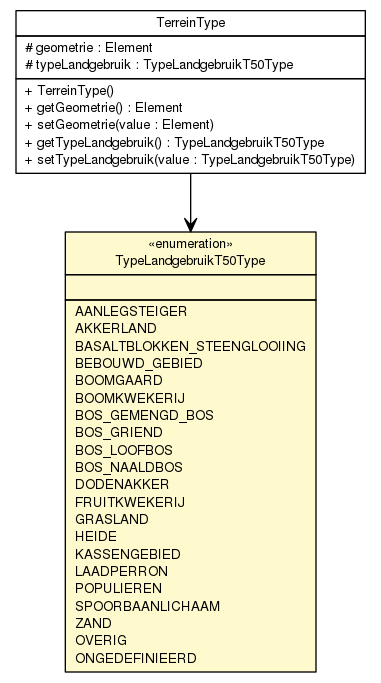 TerreinType
# geometrie : Element
# typeLandgebruik : TypeLandgebruikT50Type
+ TerreinType()
+ getGeometrie() : Element
+ setGeometrie(value : Element)
+ getTypeLandgebruik() : TypeLandgebruikT50Type
+ setTypeLandgebruik(value : TypeLandgebruikT50Type)
«enumeration»
TypeLandgebruikT50Type
AANLEGSTEIGER
AKKERLAND
BASALTBLOKKEN_STEENGLOOIING
BEBOUWD_GEBIED
BOOMGAARD
BOOMKWEKERIJ
BOS_GEMENGD_BOS
BOS_GRIEND
BOS_LOOFBOS
BOS_NAALDBOS
DODENAKKER
FRUITKWEKERIJ
GRASLAND
HEIDE
KASSENGEBIED
LAADPERRON
POPULIEREN
SPOORBAANLICHAAM
ZAND
OVERIG
ONGEDEFINIEERD